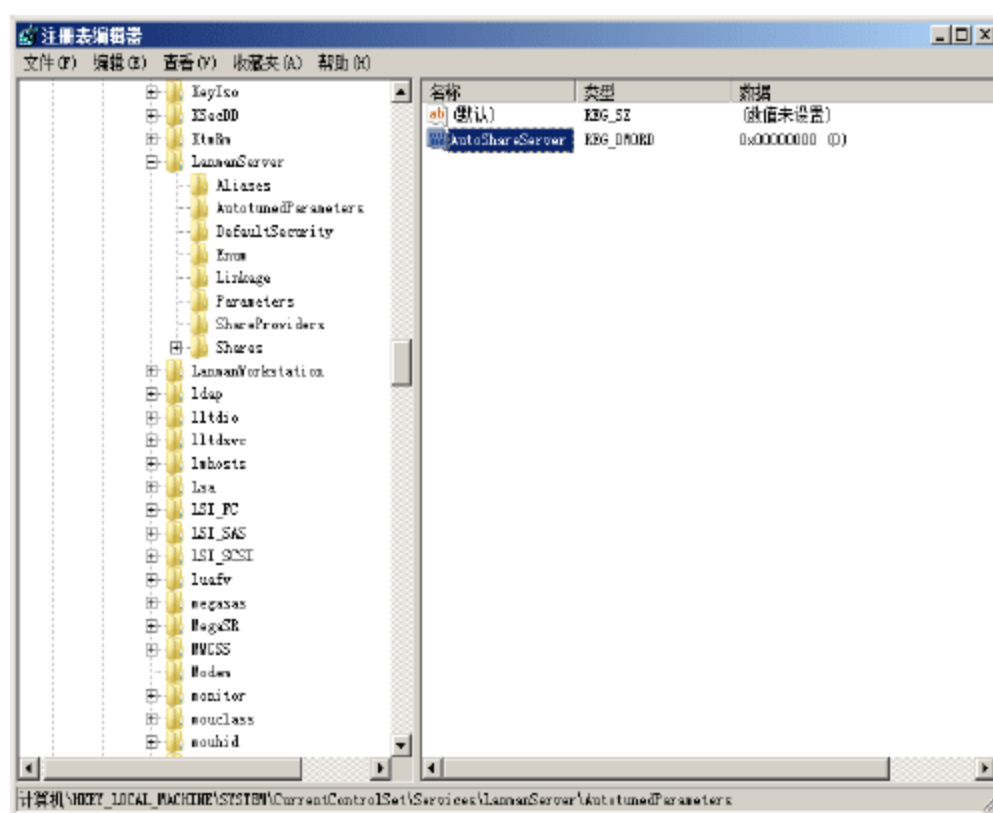 注册表编辑器
文件(F) 编辑(E) 查看(V) 收藏夹(A) 帮助(H)
名称 类型 数据
KeyIso
KSecDD
KtmRm
LanmanServer
Aliases
AutotunedParameters
DefaultSecurity
Enum
Linkage
Parameters
ShareProviders
Shares
LanmanWorkstation
ldap
lltdio
lltdsvc
lmhosts
Lsa
LSI_FC
LSI_SAS
LSI_SCSI
luafv
megasas
MegaSR
MMCSS
Modem
monitor
mouclass
mouhid
ab (默认) REG_SZ (数值未设置)
AutoShareServer REG_DWORD 0x00000000 (0)
计算机\HKEY_LOCAL_MACHINE\SYSTEM\CurrentControlSet\Services\LanmanServer\AutotunedParameters